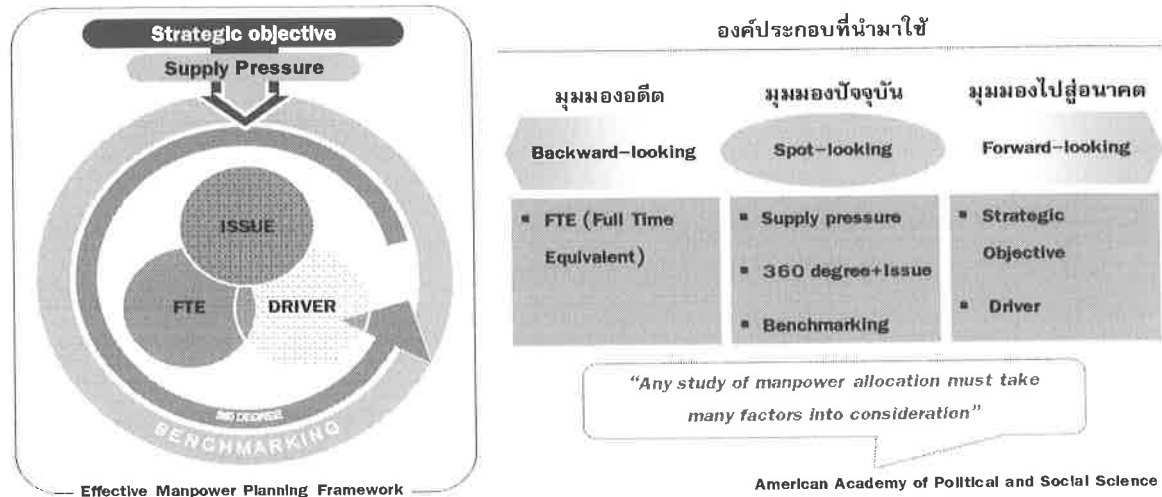 Strategic objective
Supply Pressure
ISSUE
FTE
DRIVER
360 DEGREE
BENCHMARKING
Effective Manpower Planning Framework
องค์ประกอบที่นำมาใช้
มุมมองอดีต
มุมมองปัจจุบัน
มุมมองไปสู่อนาคต
Backward-looking
Spot-looking
Forward-looking
▪ FTE (Full Time
Equivalent)
▪ Supply pressure
▪ 360 degree+Issue
▪ Benchmarking
▪ Strategic
Objective
▪ Driver
"Any study of manpower allocation must take
many factors into consideration"
American Academy of Political and Social Science